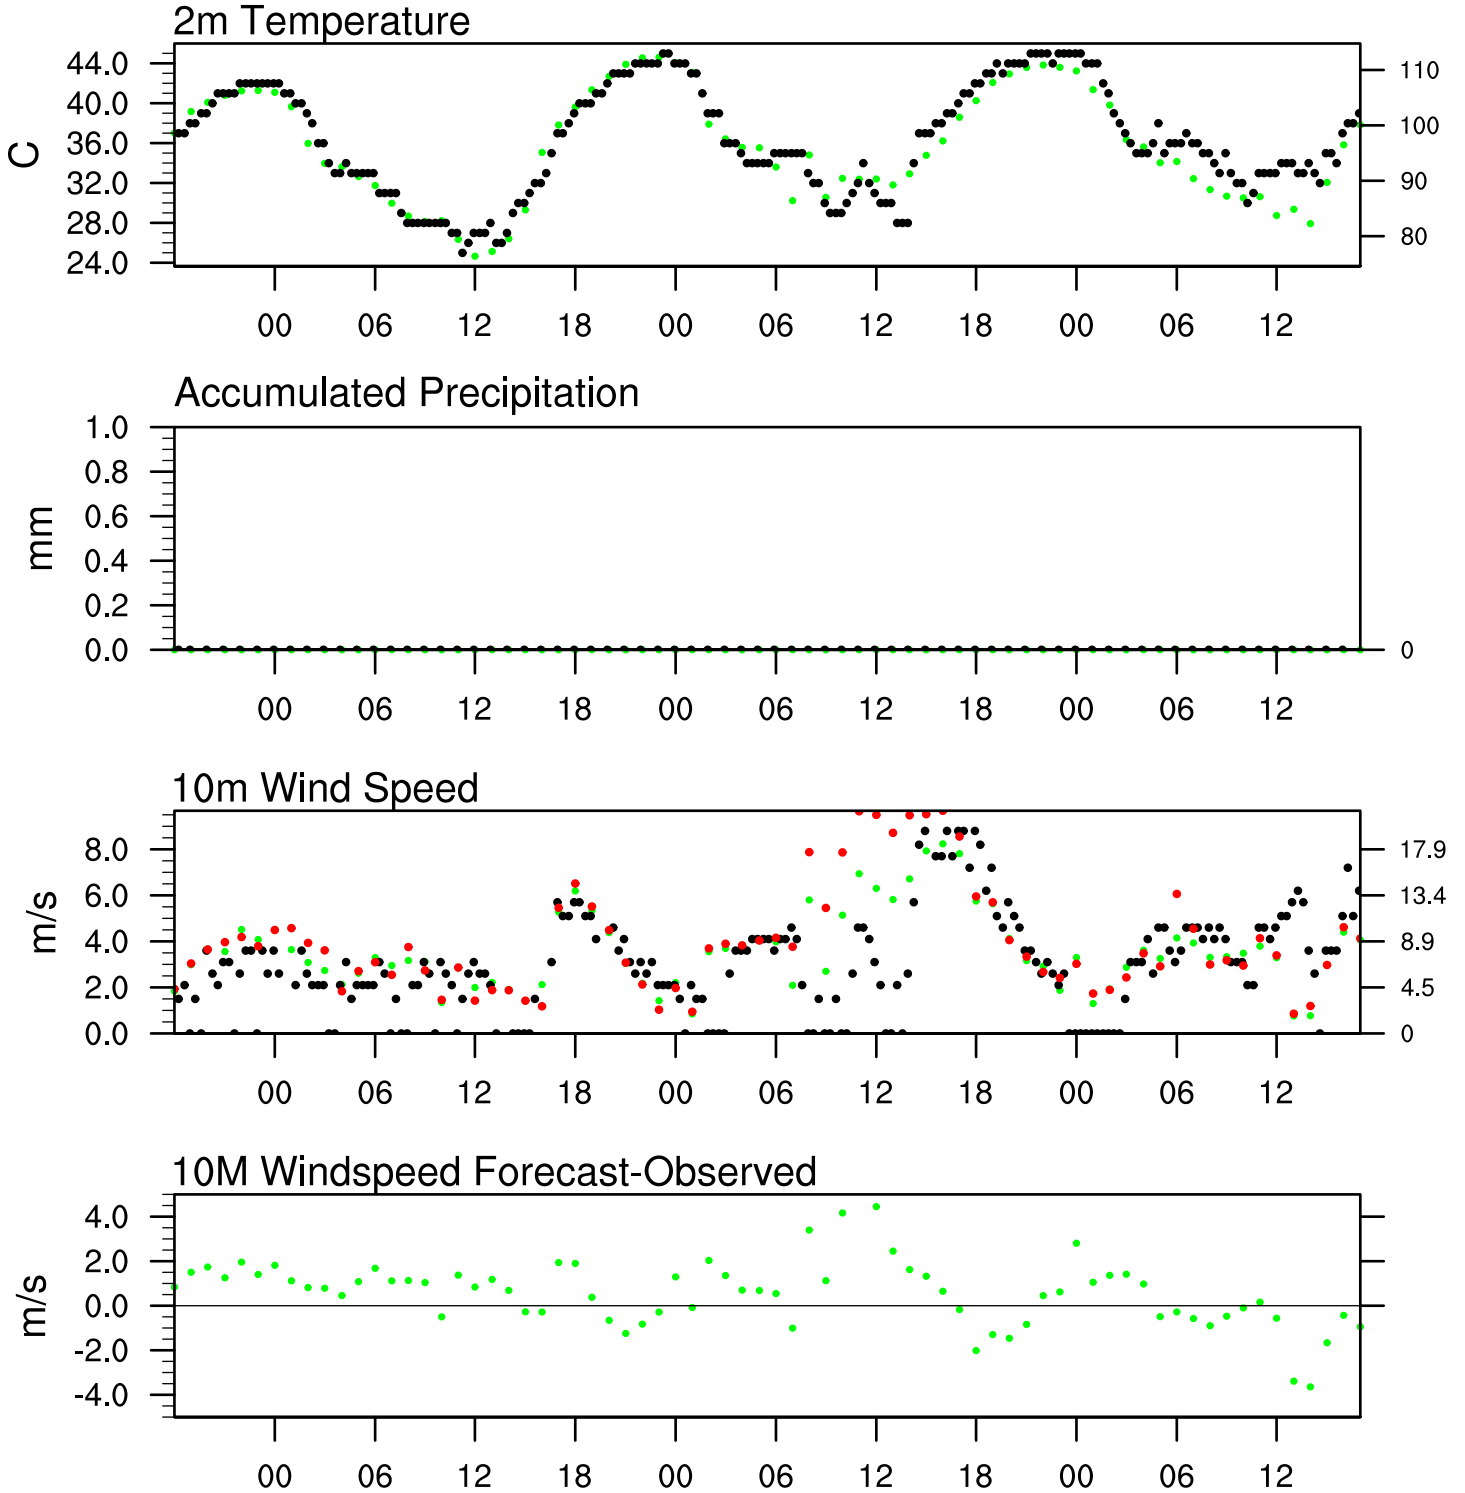 2m Temperature
44.0
40.0
36.0
32.0
28.0
24.0
C
110
100
90
80
00 06 12 18 00 06 12 18 00 06 12
Accumulated Precipitation
1.0
0.8
0.6
0.4
0.2
0.0
mm
0
00 06 12 18 00 06 12 18 00 06 12
10m Wind Speed
8.0
6.0
4.0
2.0
0.0
m/s
17.9
13.4
8.9
4.5
0
00 06 12 18 00 06 12 18 00 06 12
10M Windspeed Forecast-Observed
4.0
2.0
0.0
-2.0
-4.0
m/s
00 06 12 18 00 06 12 18 00 06 12